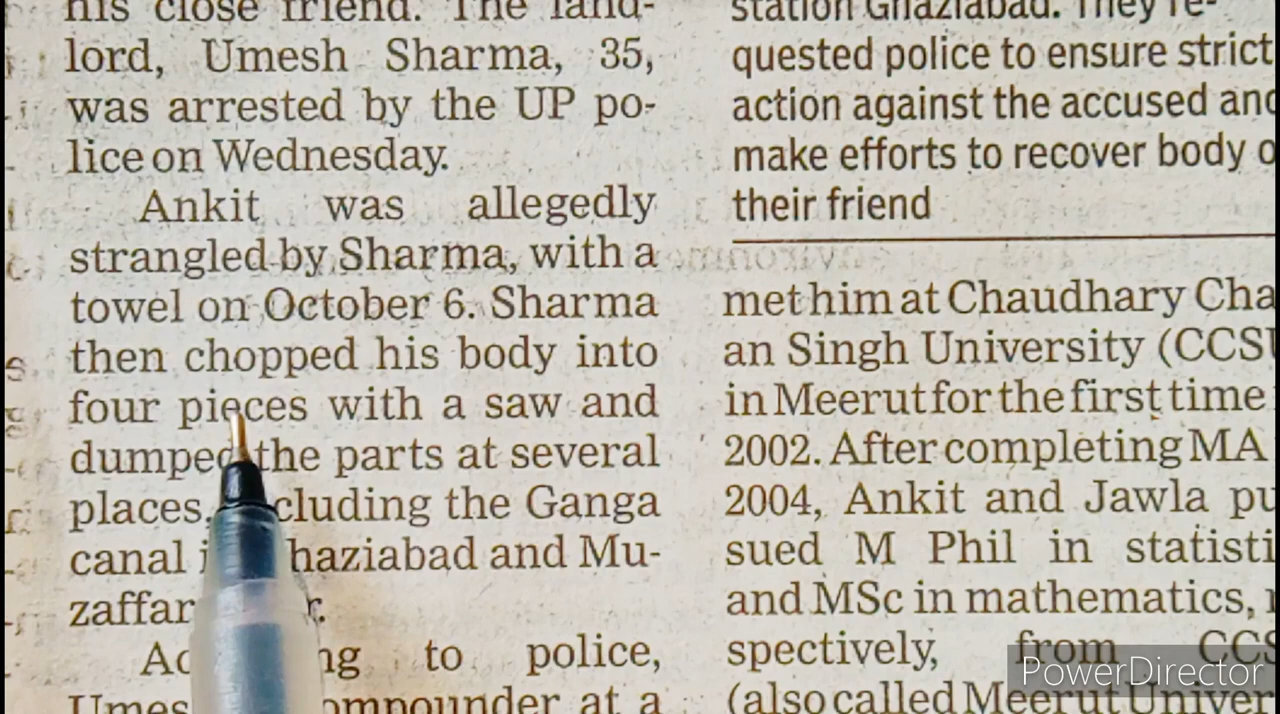 his close friend. The land-
lord, Umesh Sharma, 35,
was arrested by the UP po-
lice on Wednesday.
Ankit was allegedly
strangled by Sharma, with a
towel on October 6. Sharma
then chopped his body into
four pieces with a saw and
dumped the parts at several
places, including the Ganga
canal in Ghaziabad and Mu-
zaffar
to police,
at a
station Ghaziabad. They re-
quested police to ensure strict
action against the accused and
make efforts to recover body
their friend
met him at Chaudhary Cha
an Singh University (CCSU
in Meerut for the first time
2002. After completing MA
2004, Ankit and Jawla pu
sued M Phil in statisti
and MSc in mathematics,
spectively, from CCS
(also called Meerut Univer
PowerDirector